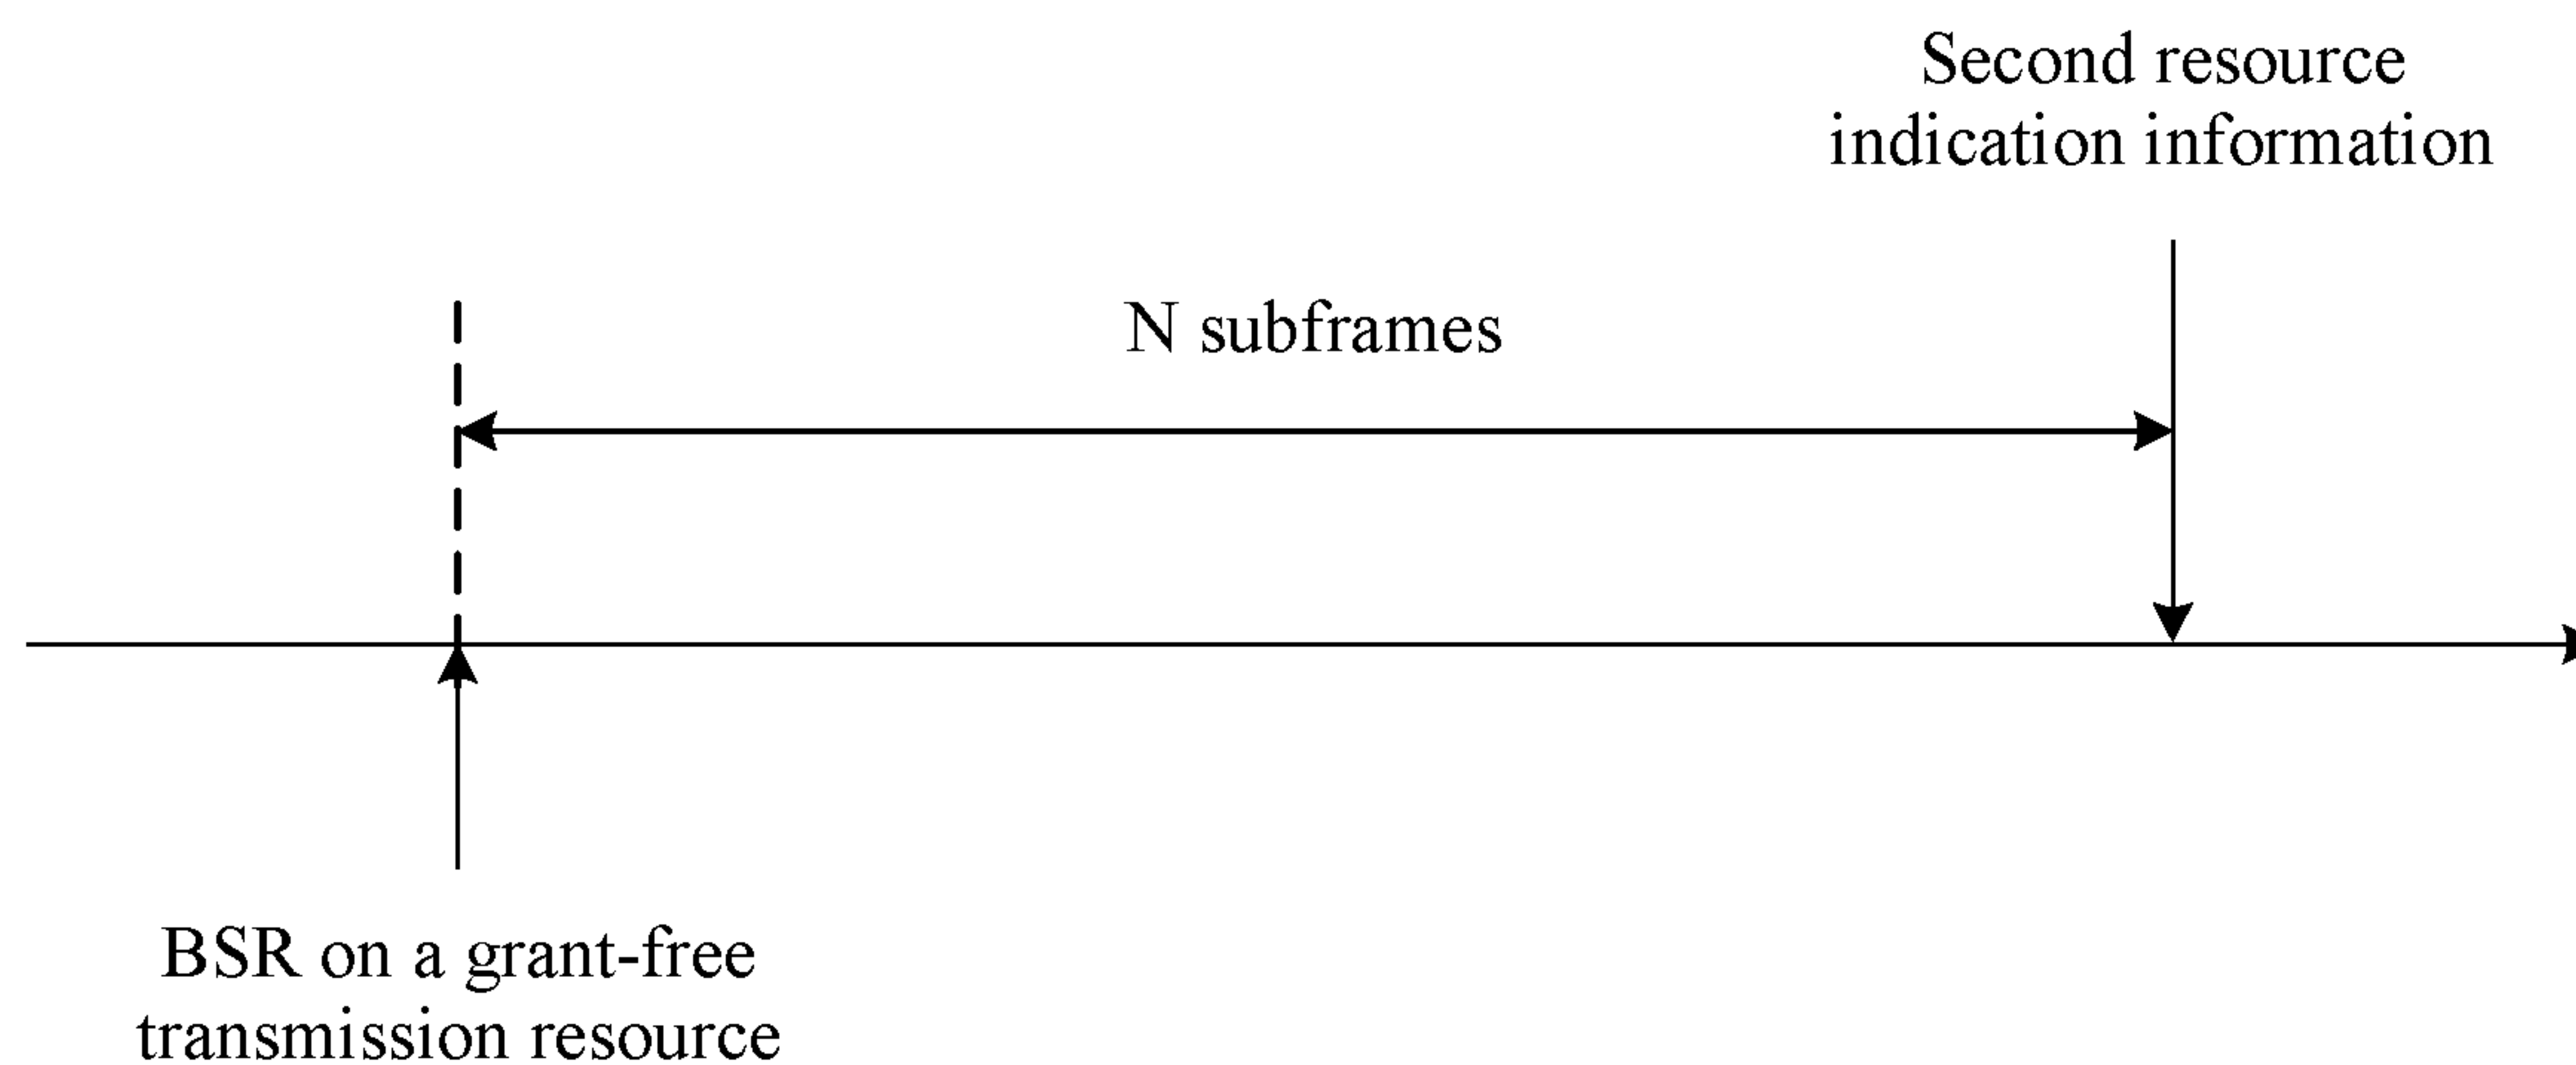 Second resource
indication information
N subframes
BSR on a grant-free
transmission resource